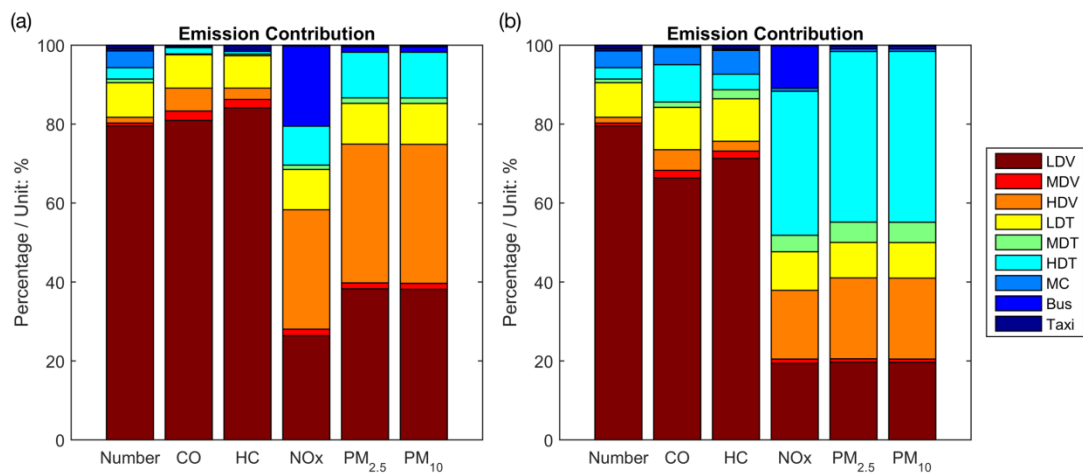 (a)
Emission Contribution
Percentage / Unit: %
100
80
60
40
20
0
Number CO HC NOx PM2.5 PM10
(b)
Emission Contribution
Percentage / Unit: %
100
80
60
40
20
0
Number CO HC NOx PM2.5 PM10
LDV
MDV
HDV
LDT
MDT
HDT
MC
Bus
Taxi